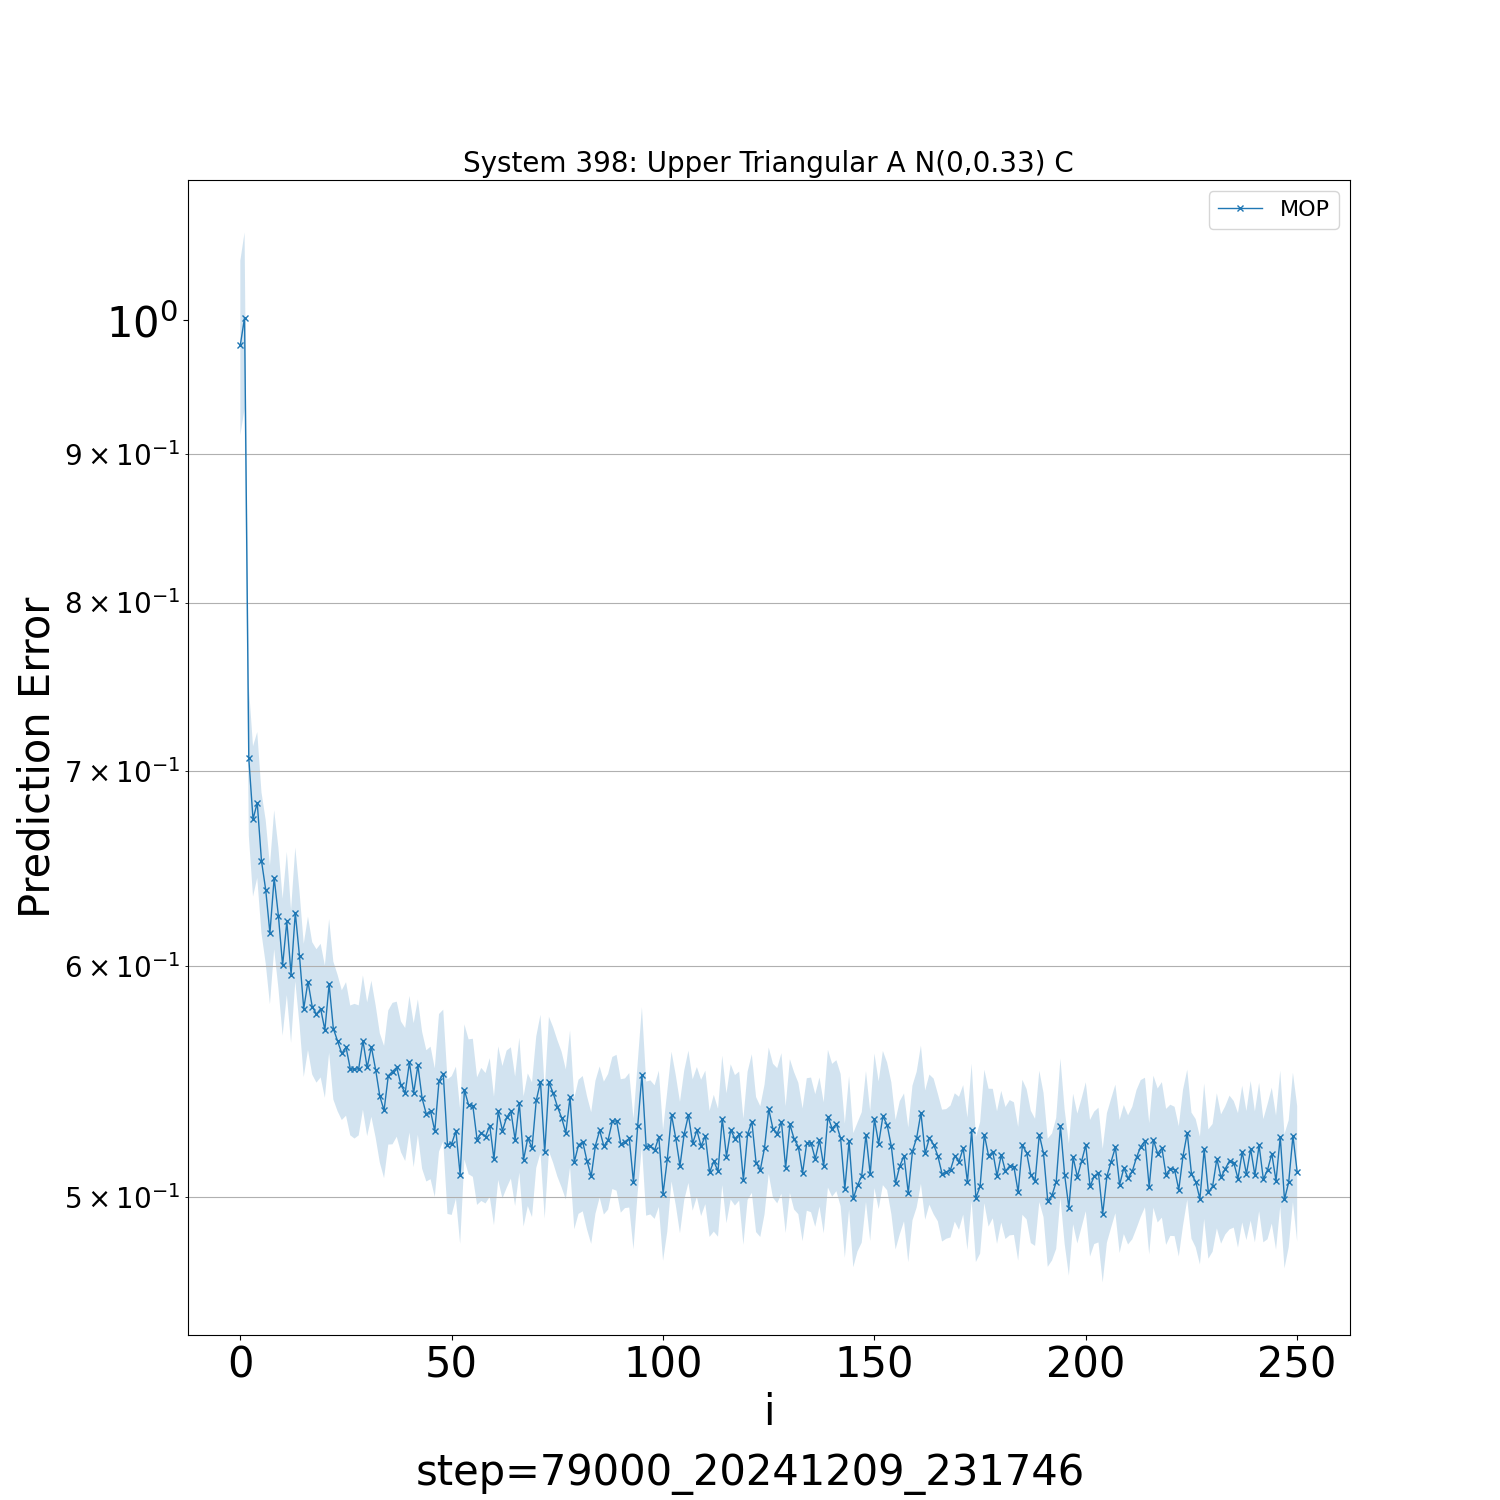 System 398: Upper Triangular A N(0,0.33) C
MOP
10⁰
9 × 10⁻¹
8 × 10⁻¹
7 × 10⁻¹
6 × 10⁻¹
5 × 10⁻¹
Prediction Error
0 50 100 150 200 250
i
step=79000_20241209_231746